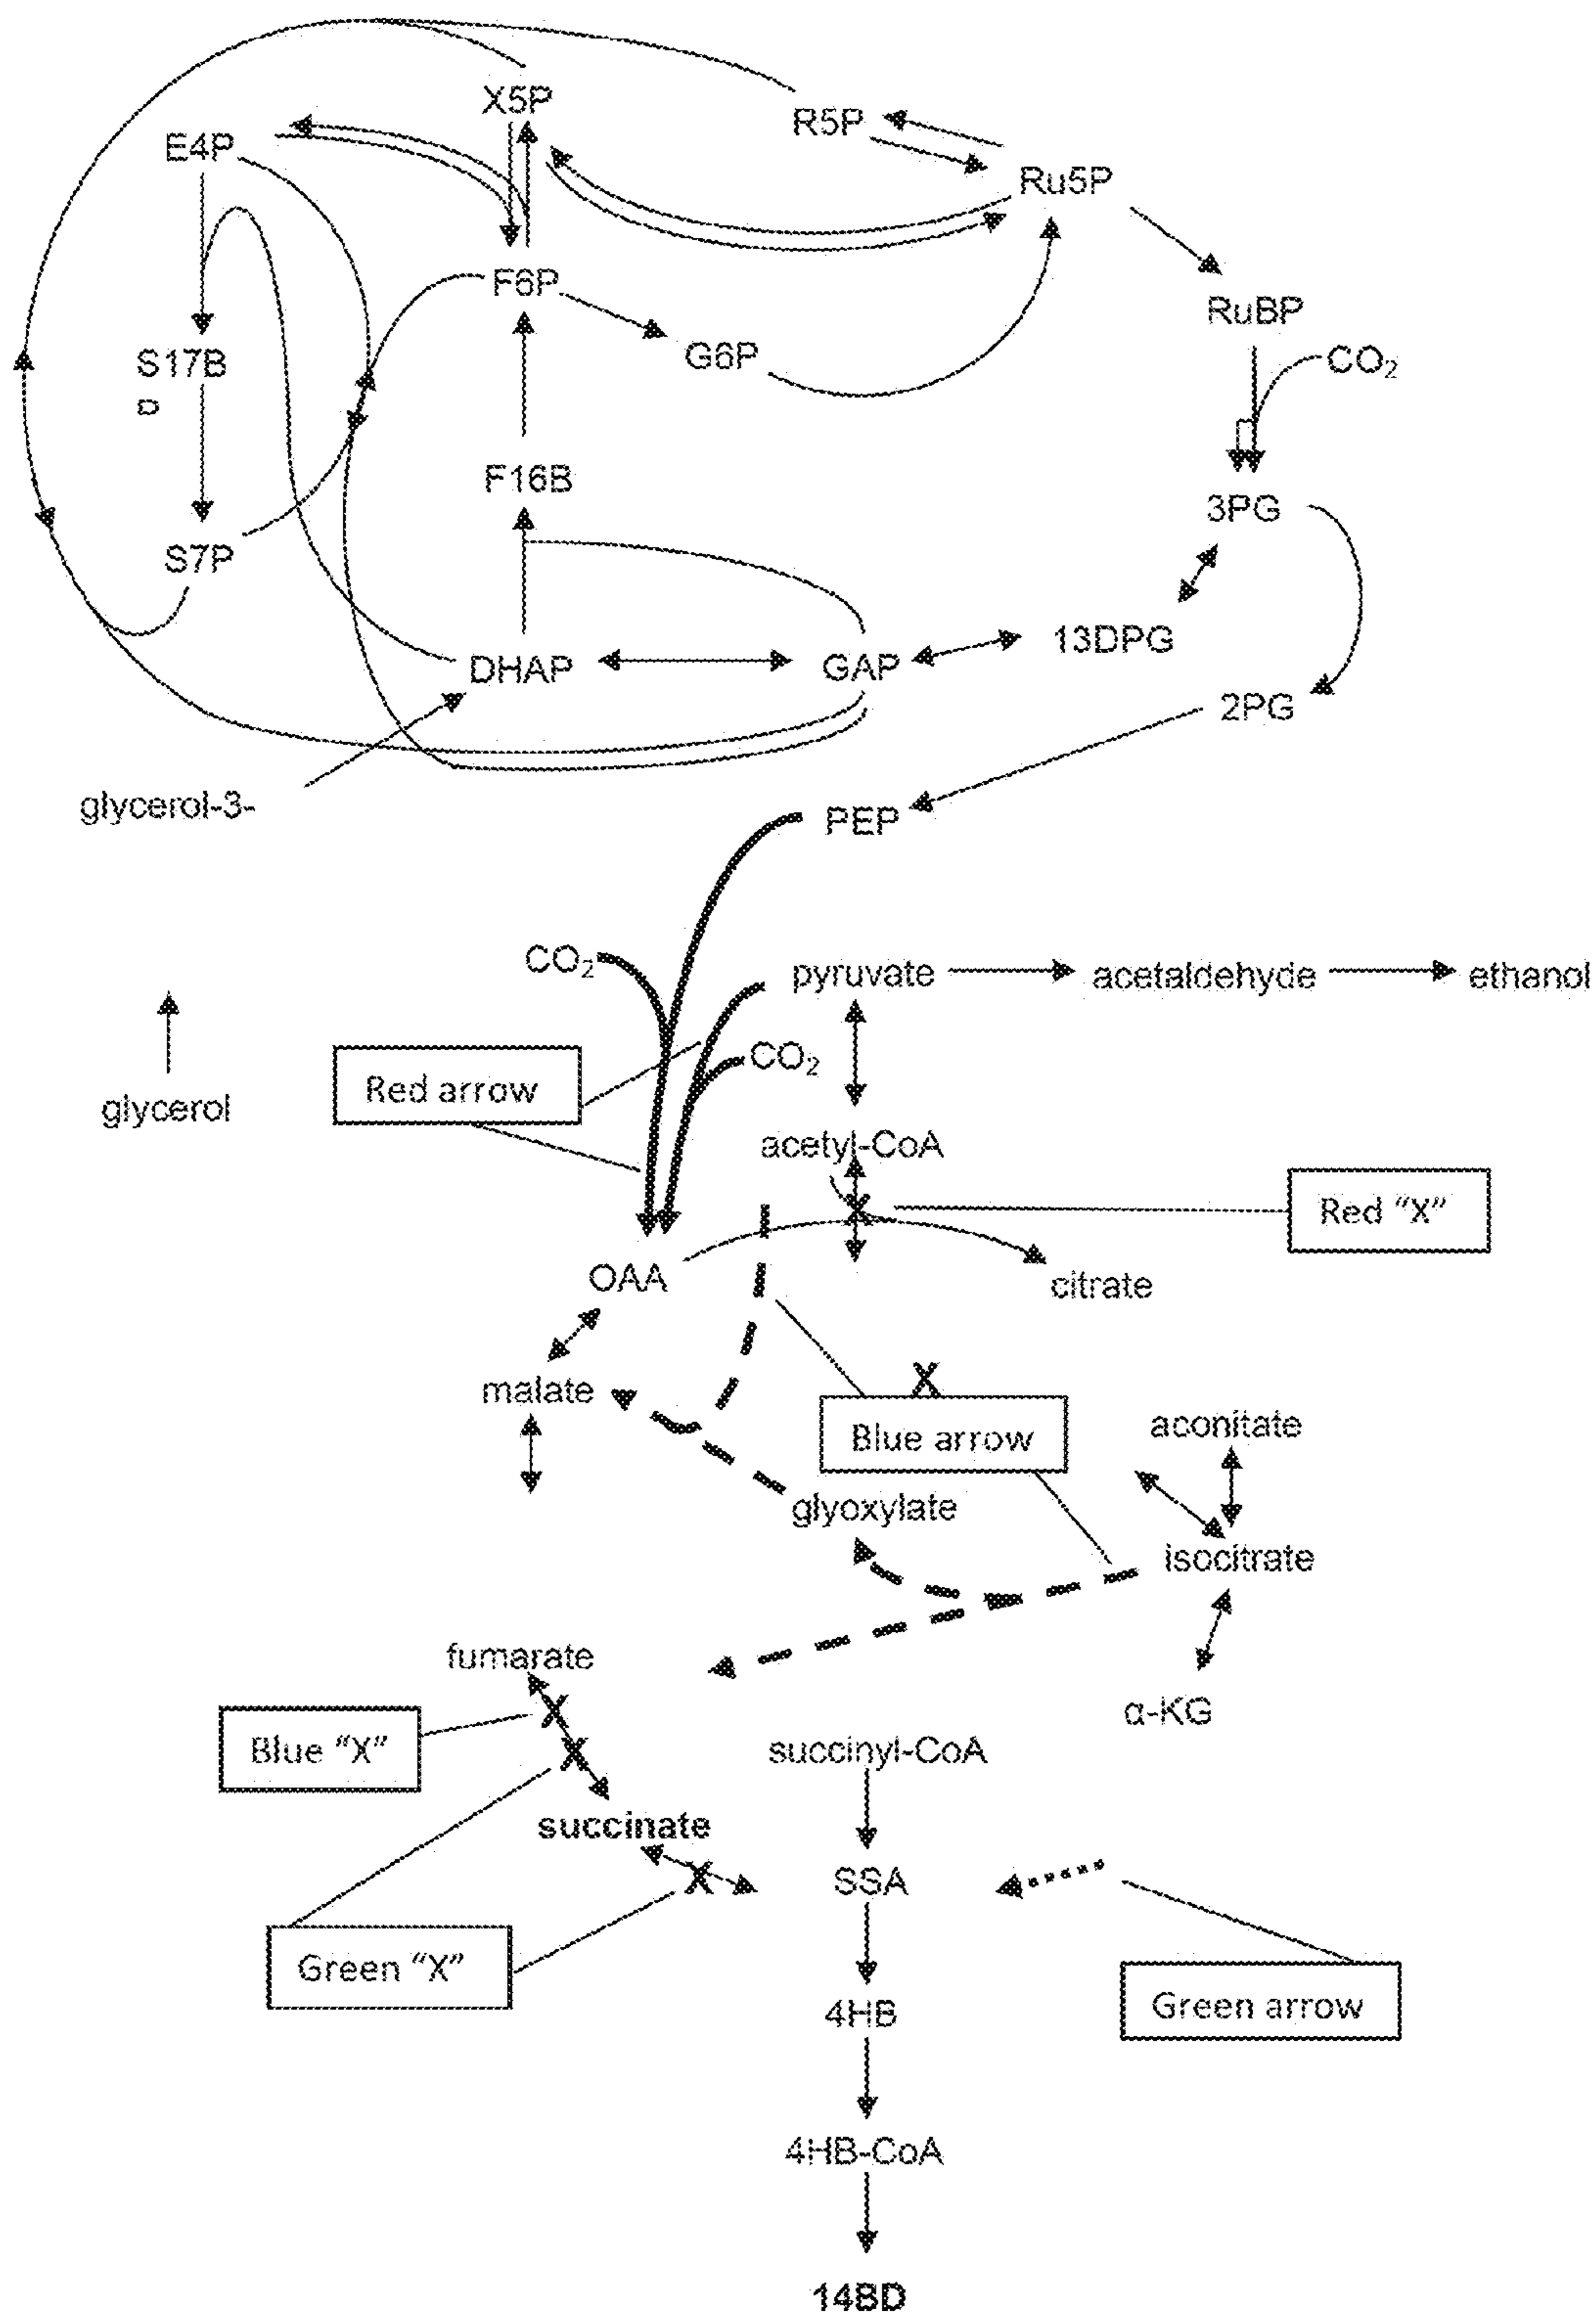 X5P
R5P
E4P
Ru5P
F6P
RuBP
G6P
CO₂
S17B
P
F16B
3PG
S7P
13DPG
DHAP
GAP
2PG
glycerol-3-
PEP
CO₂
pyruvate
acetaldehyde
ethanol
CO₂
Red arrow
glycerol
acetyl-CoA
X
Red “X”
OAA
citrate
X
malate
Blue arrow
aconitate
glyoxylate
isocitrate
fumarate
X
α-KG
Blue “X”
X
succinyl-CoA
succinate
X
SSA
Green “X”
Green arrow
4HB
4HB-CoA
14BD